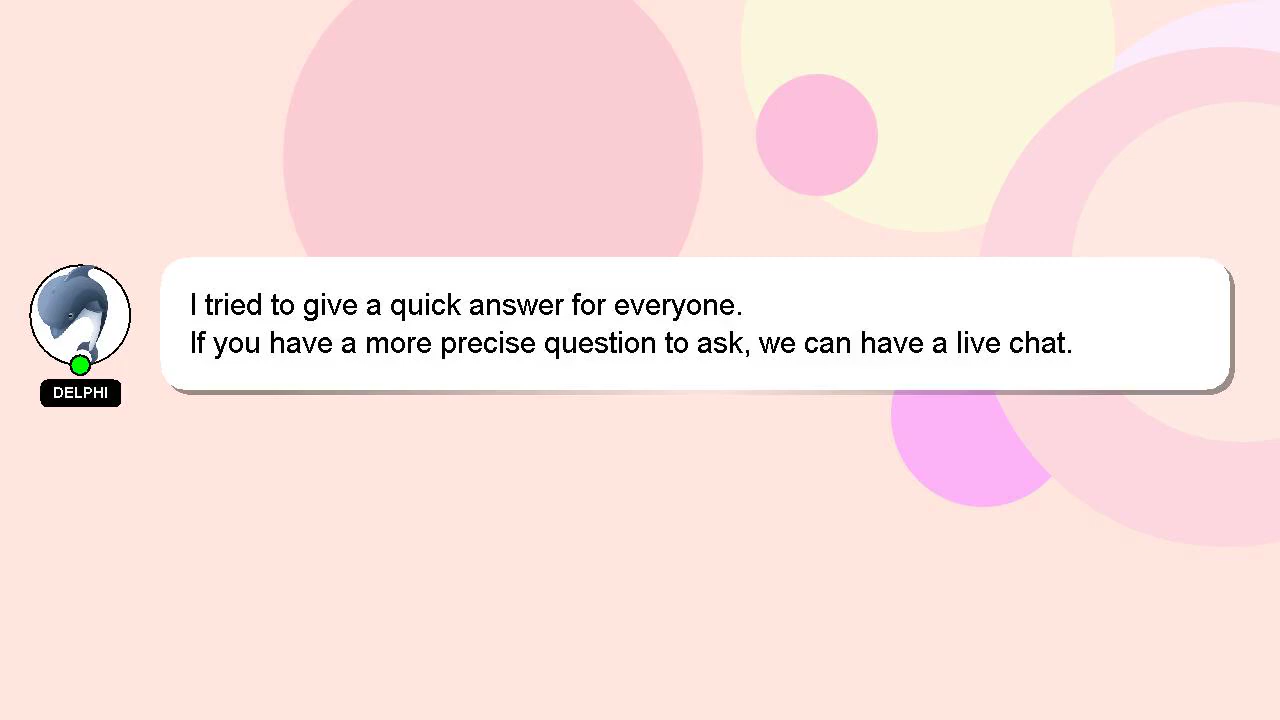 I tried to give a quick answer for everyone.
If you have a more precise question to ask, we can have a live chat.
DELPHI